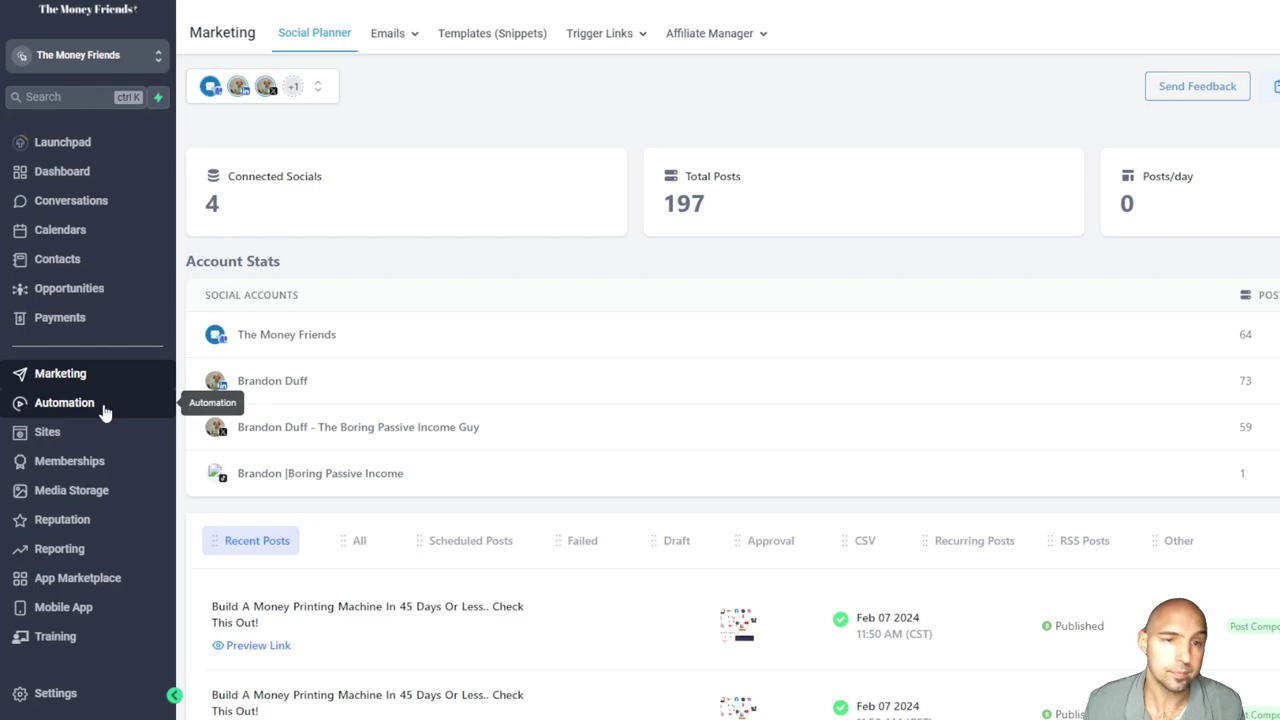 The Money Friends
The Money Friends
Search
ctrl K
Launchpad
Dashboard
Conversations
Calendars
Contacts
Opportunities
Payments
Marketing
Automation
Sites
Memberships
Media Storage
Reputation
Reporting
App Marketplace
Mobile App
Training
Settings
Automation
Marketing
Social Planner
Emails
Templates (Snippets)
Trigger Links
Affiliate Manager
+1
Send Feedback
Connected Socials
4
Total Posts
197
Posts/day
0
Account Stats
SOCIAL ACCOUNTS
POS
The Money Friends
64
Brandon Duff
73
Brandon Duff - The Boring Passive Income Guy
59
Brandon |Boring Passive Income
1
Recent Posts
All
Scheduled Posts
Failed
Draft
Approval
CSV
Recurring Posts
RSS Posts
Other
Build A Money Printing Machine In 45 Days Or Less.. Check
This Out!
Preview Link
Feb 07 2024
11:50 AM (CST)
Published
Post Compo
Build A Money Printing Machine In 45 Days Or Less.. Check
This Out!
Feb 07 2024
Publis